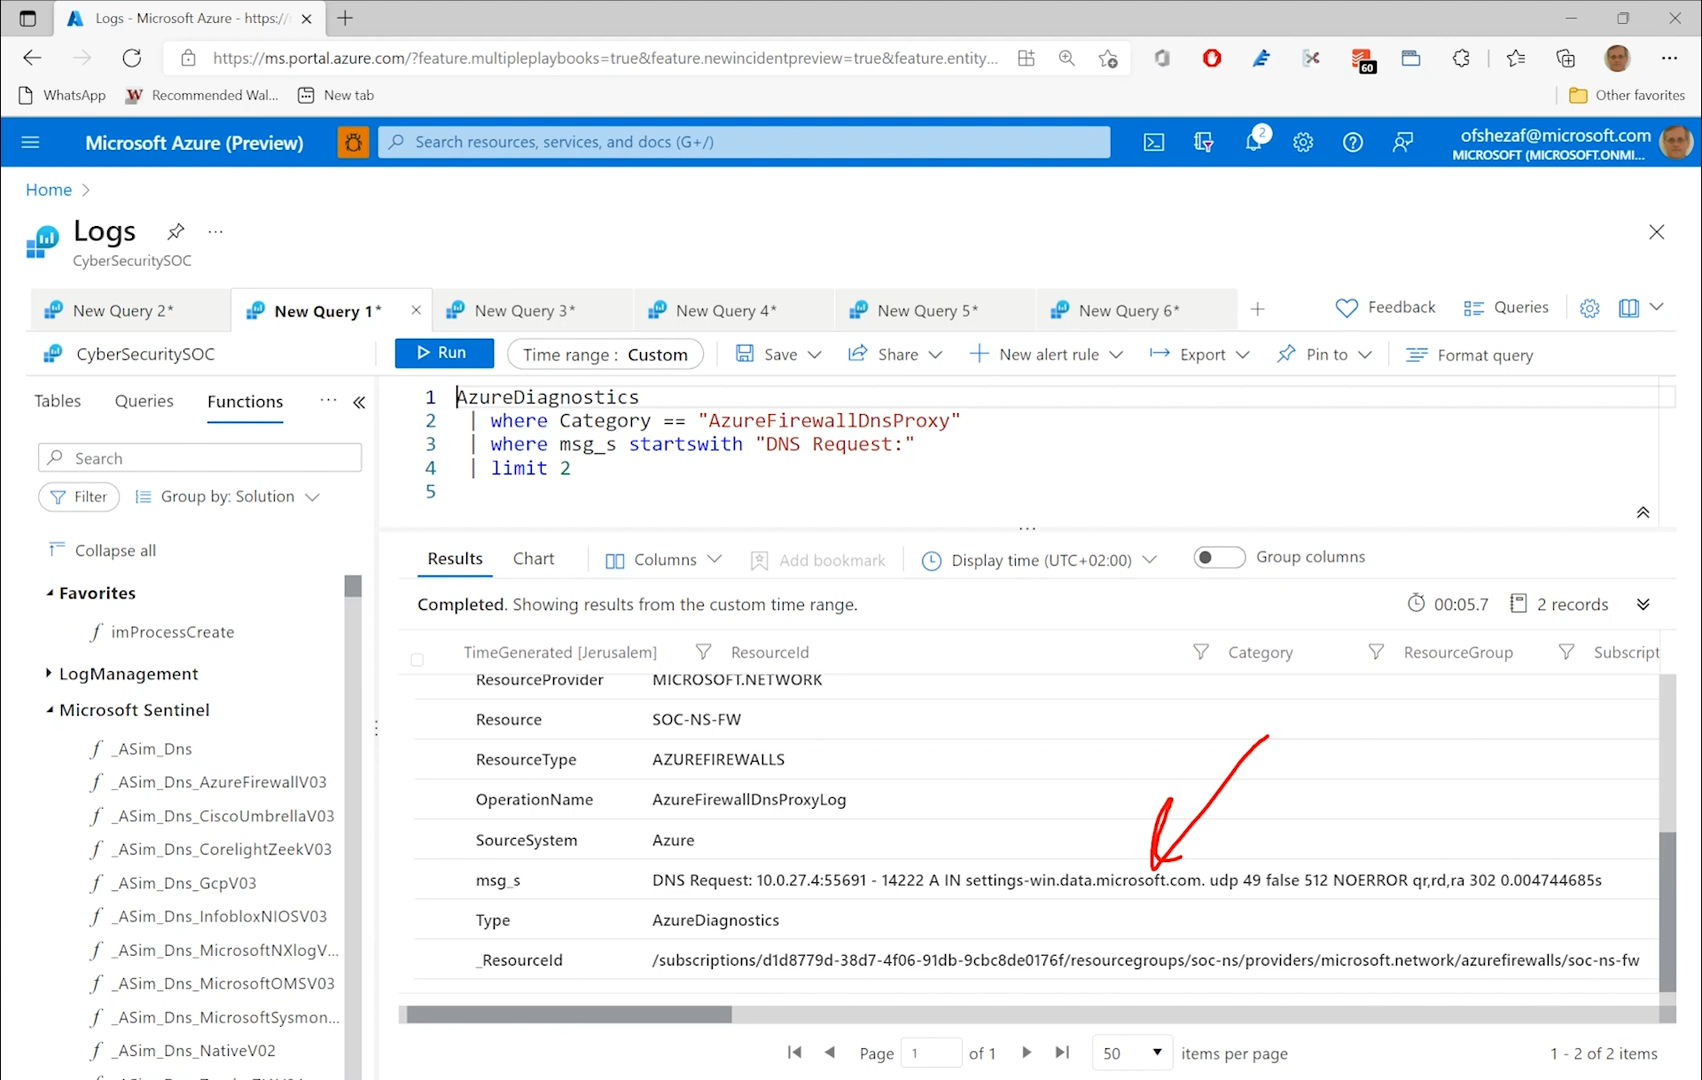 Logs - Microsoft Azure - https://
https://ms.portal.azure.com/?feature.multipleplaybooks=true&feature.newincidentpreview=true&feature.entity...
60
WhatsApp
Recommended Wal...
New tab
Other favorites
Microsoft Azure (Preview)
Search resources, services, and docs (G+/)
2
ofshezaf@microsoft.com
MICROSOFT (MICROSOFT.ONMI...
Home
Logs
...
CyberSecuritySOC
New Query 2*
New Query 1*
New Query 3*
New Query 4*
New Query 5*
New Query 6*
Feedback
Queries
CyberSecuritySOC
Run
Time range : Custom
Save
Share
New alert rule
Export
Pin to
Format query
Tables
Queries
Functions
...
Search
Filter
Group by: Solution
Collapse all
Favorites
f imProcessCreate
LogManagement
Microsoft Sentinel
f _ASim_Dns
f _ASim_Dns_AzureFirewallV03
f _ASim_Dns_CiscoUmbrellaV03
f _ASim_Dns_CorelightZeekV03
f _ASim_Dns_GcpV03
f _ASim_Dns_InfobloxNIOSV03
f _ASim_Dns_MicrosoftNXlogV...
f _ASim_Dns_MicrosoftOMSV03
f _ASim_Dns_MicrosoftSysmon...
f _ASim_Dns_NativeV02
1 AzureDiagnostics
2 | where Category == "AzureFirewallDnsProxy"
3 | where msg_s startswith "DNS Request:"
4 | limit 2
5
...
Results
Chart
Columns
Add bookmark
Display time (UTC+02:00)
Group columns
Completed. Showing results from the custom time range.
00:05.7
2 records
TimeGenerated [Jerusalem]
ResourceId
Category
ResourceGroup
Subscript
ResourceProvider MICROSOFT.NETWORK
Resource SOC-NS-FW
ResourceType AZUREFIREWALLS
OperationName AzureFirewallDnsProxyLog
SourceSystem Azure
msg_s DNS Request: 10.0.27.4:55691 - 14222 A IN settings-win.data.microsoft.com. udp 49 false 512 NOERROR qr,rd,ra 302 0.004744685s
Type AzureDiagnostics
_ResourceId /subscriptions/d1d8779d-38d7-4f06-91db-9cbc8de0176f/resourcegroups/soc-ns/providers/microsoft.network/azurefirewalls/soc-ns-fw
Page 1 of 1
50 items per page
1 - 2 of 2 items